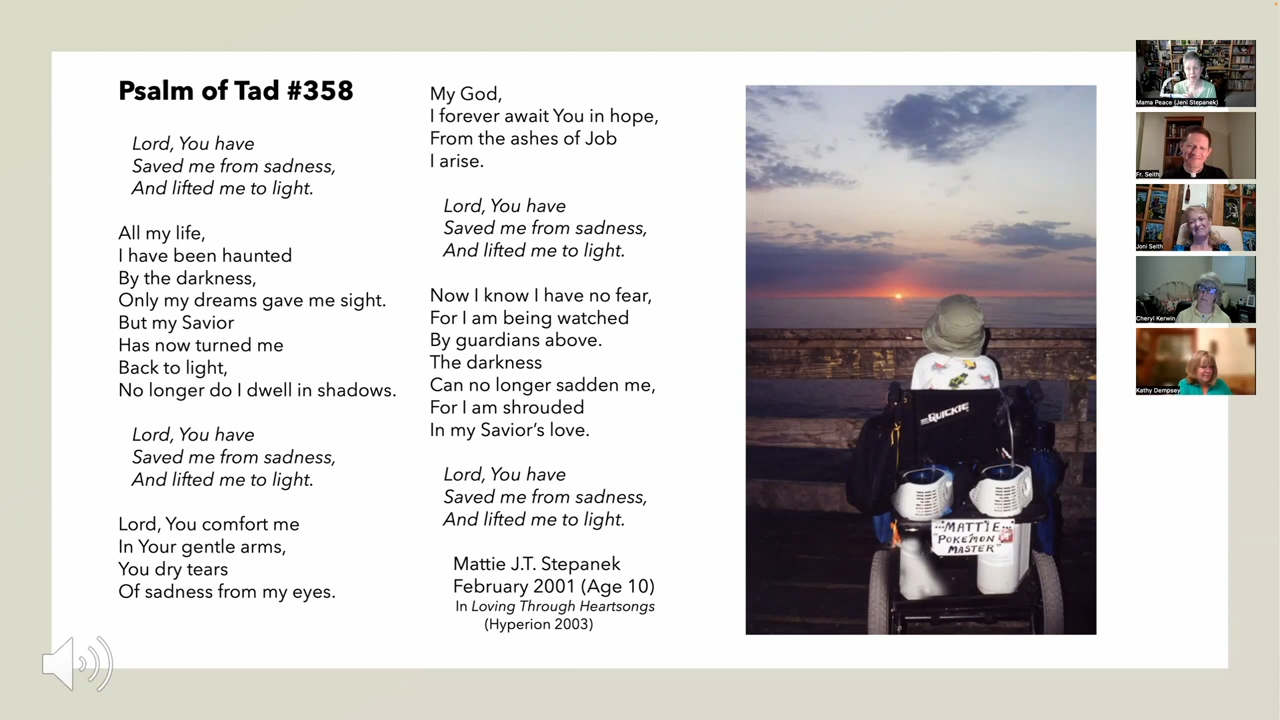 Psalm of Tad #358
Lord, You have
Saved me from sadness,
And lifted me to light.
All my life,
I have been haunted
By the darkness,
Only my dreams gave me sight.
But my Savior
Has now turned me
Back to light,
No longer do I dwell in shadows.
Lord, You have
Saved me from sadness,
And lifted me to light.
Lord, You comfort me
In Your gentle arms,
You dry tears
Of sadness from my eyes.
My God,
I forever await You in hope,
From the ashes of Job
I arise.
Lord, You have
Saved me from sadness,
And lifted me to light.
Now I know I have no fear,
For I am being watched
By guardians above.
The darkness
Can no longer sadden me,
For I am shrouded
In my Savior's love.
Lord, You have
Saved me from sadness,
And lifted me to light.
Mattie J.T. Stepanek
February 2001 (Age 10)
In Loving Through Heartsongs
(Hyperion 2003)
QUICKIE
...MATTIE...
"POKEMON
MASTER"
Mama Peace (Jeni Stepanek)
Fr. Seith
Joni Seith
Cheryl Kerwin
Kathy Dempsey